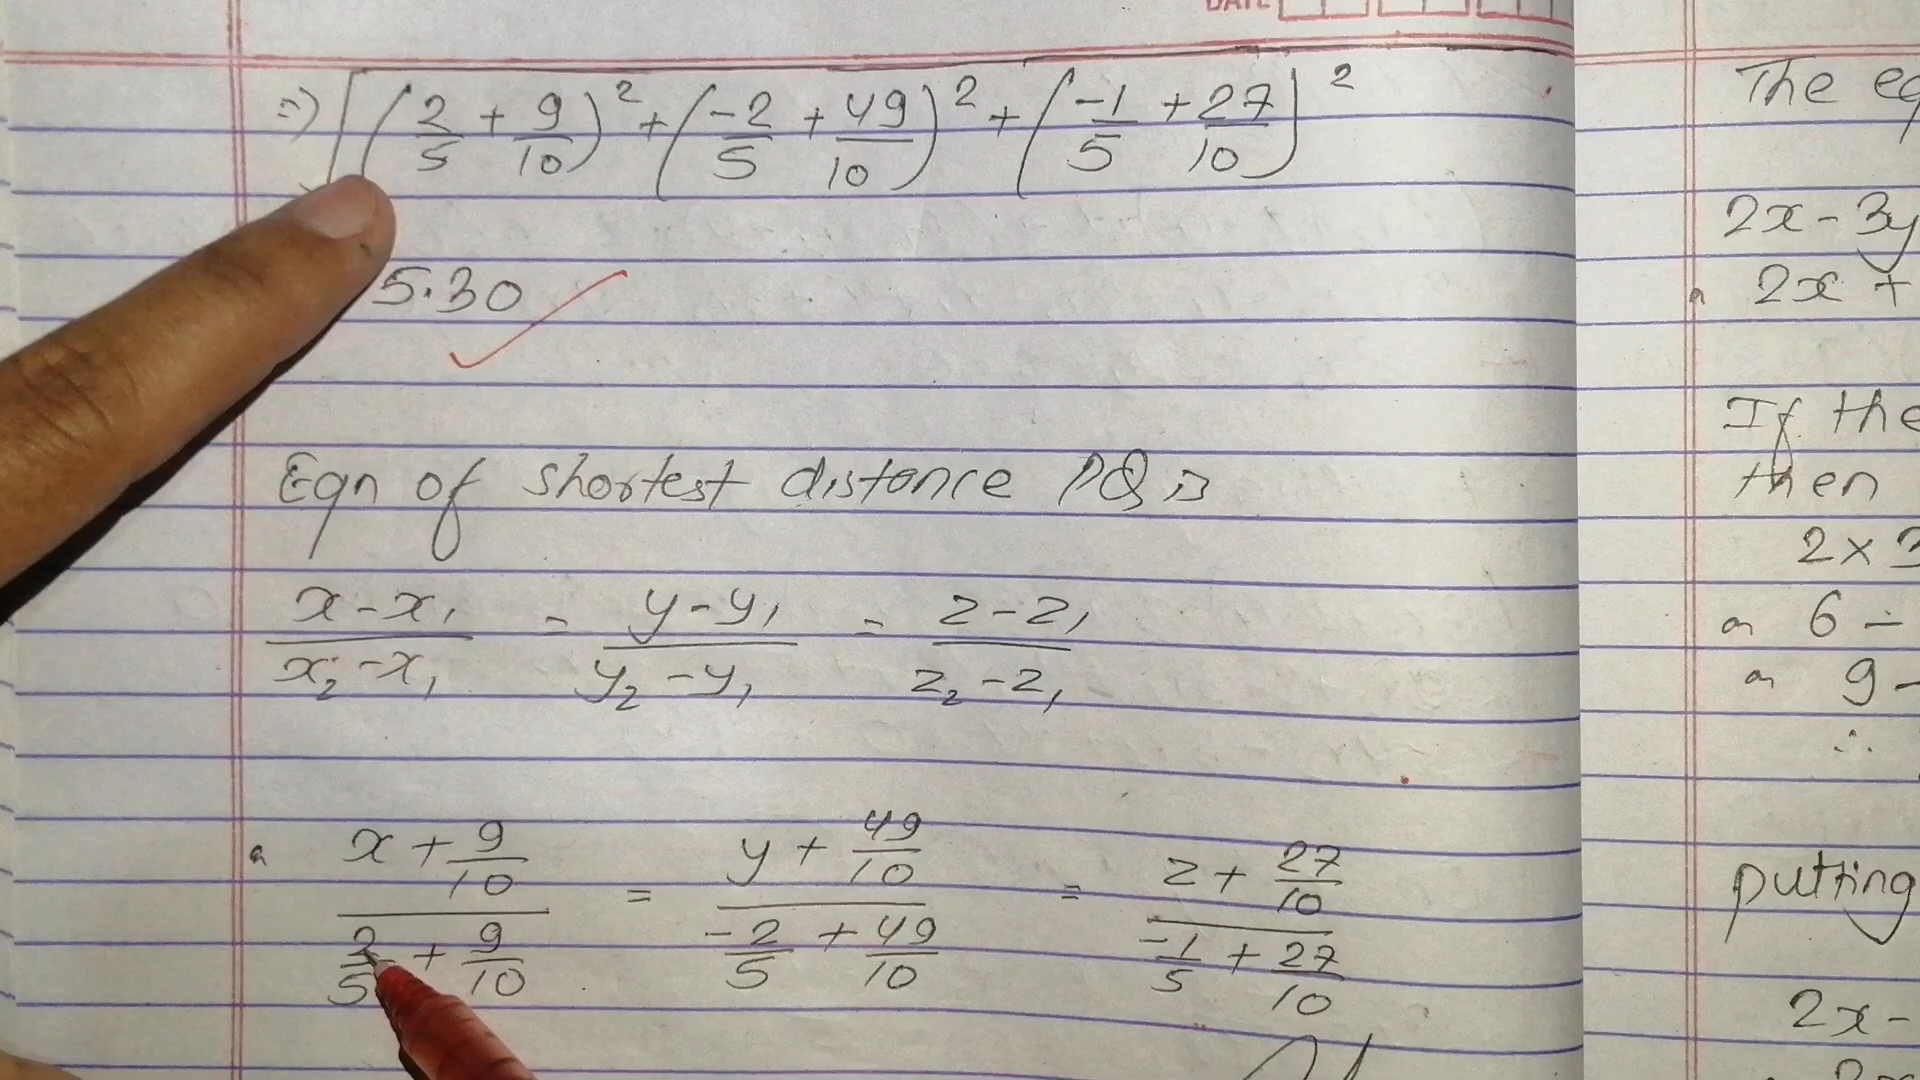 DATE
⇒) √(2/5 + 9/10)² + (-2/5 + 49/10)² + (-1/5 + 27/10)²
5.30
Eqn of shortest distance PQ is
(x - x₁)/(x₂ - x₁) = (y - y₁)/(y₂ - y₁) = (z - z₁)/(z₂ - z₁)
(x + 9/10)/(2/5 + 9/10) = (y + 49/10)/(-2/5 + 49/10) = (z + 27/10)/(-1/5 + 27/10)
The eq
2x - 3y
2x +
If the
then
2 × 3
6 -
9 -
∴
putting
2x -